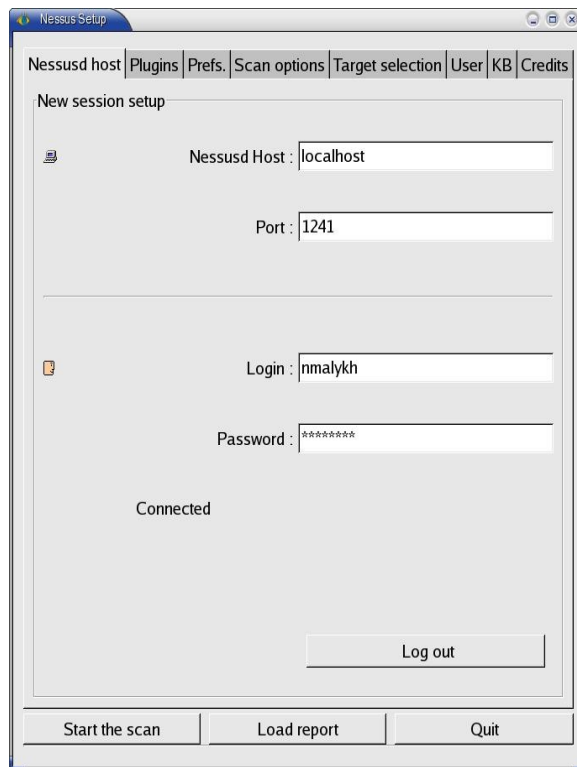 Nessus Setup
Nessusd host Plugins Prefs. Scan options Target selection User KB Credits
New session setup
Nessusd Host : localhost
Port : 1241
Login : nmalykh
Password : ********
Connected
Log out
Start the scan Load report Quit